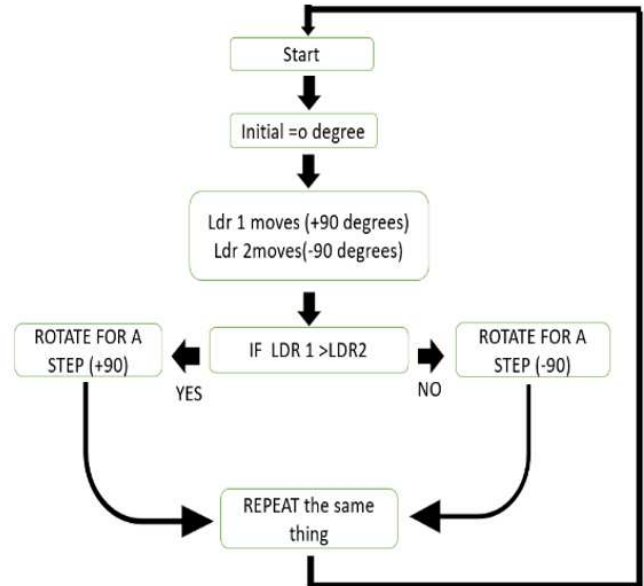 Start
Initial =o degree
Ldr 1 moves (+90 degrees)
Ldr 2moves(-90 degrees)
ROTATE FOR A
STEP (+90)
IF LDR 1 >LDR2
ROTATE FOR A
STEP (-90)
YES
NO
REPEAT the same
thing